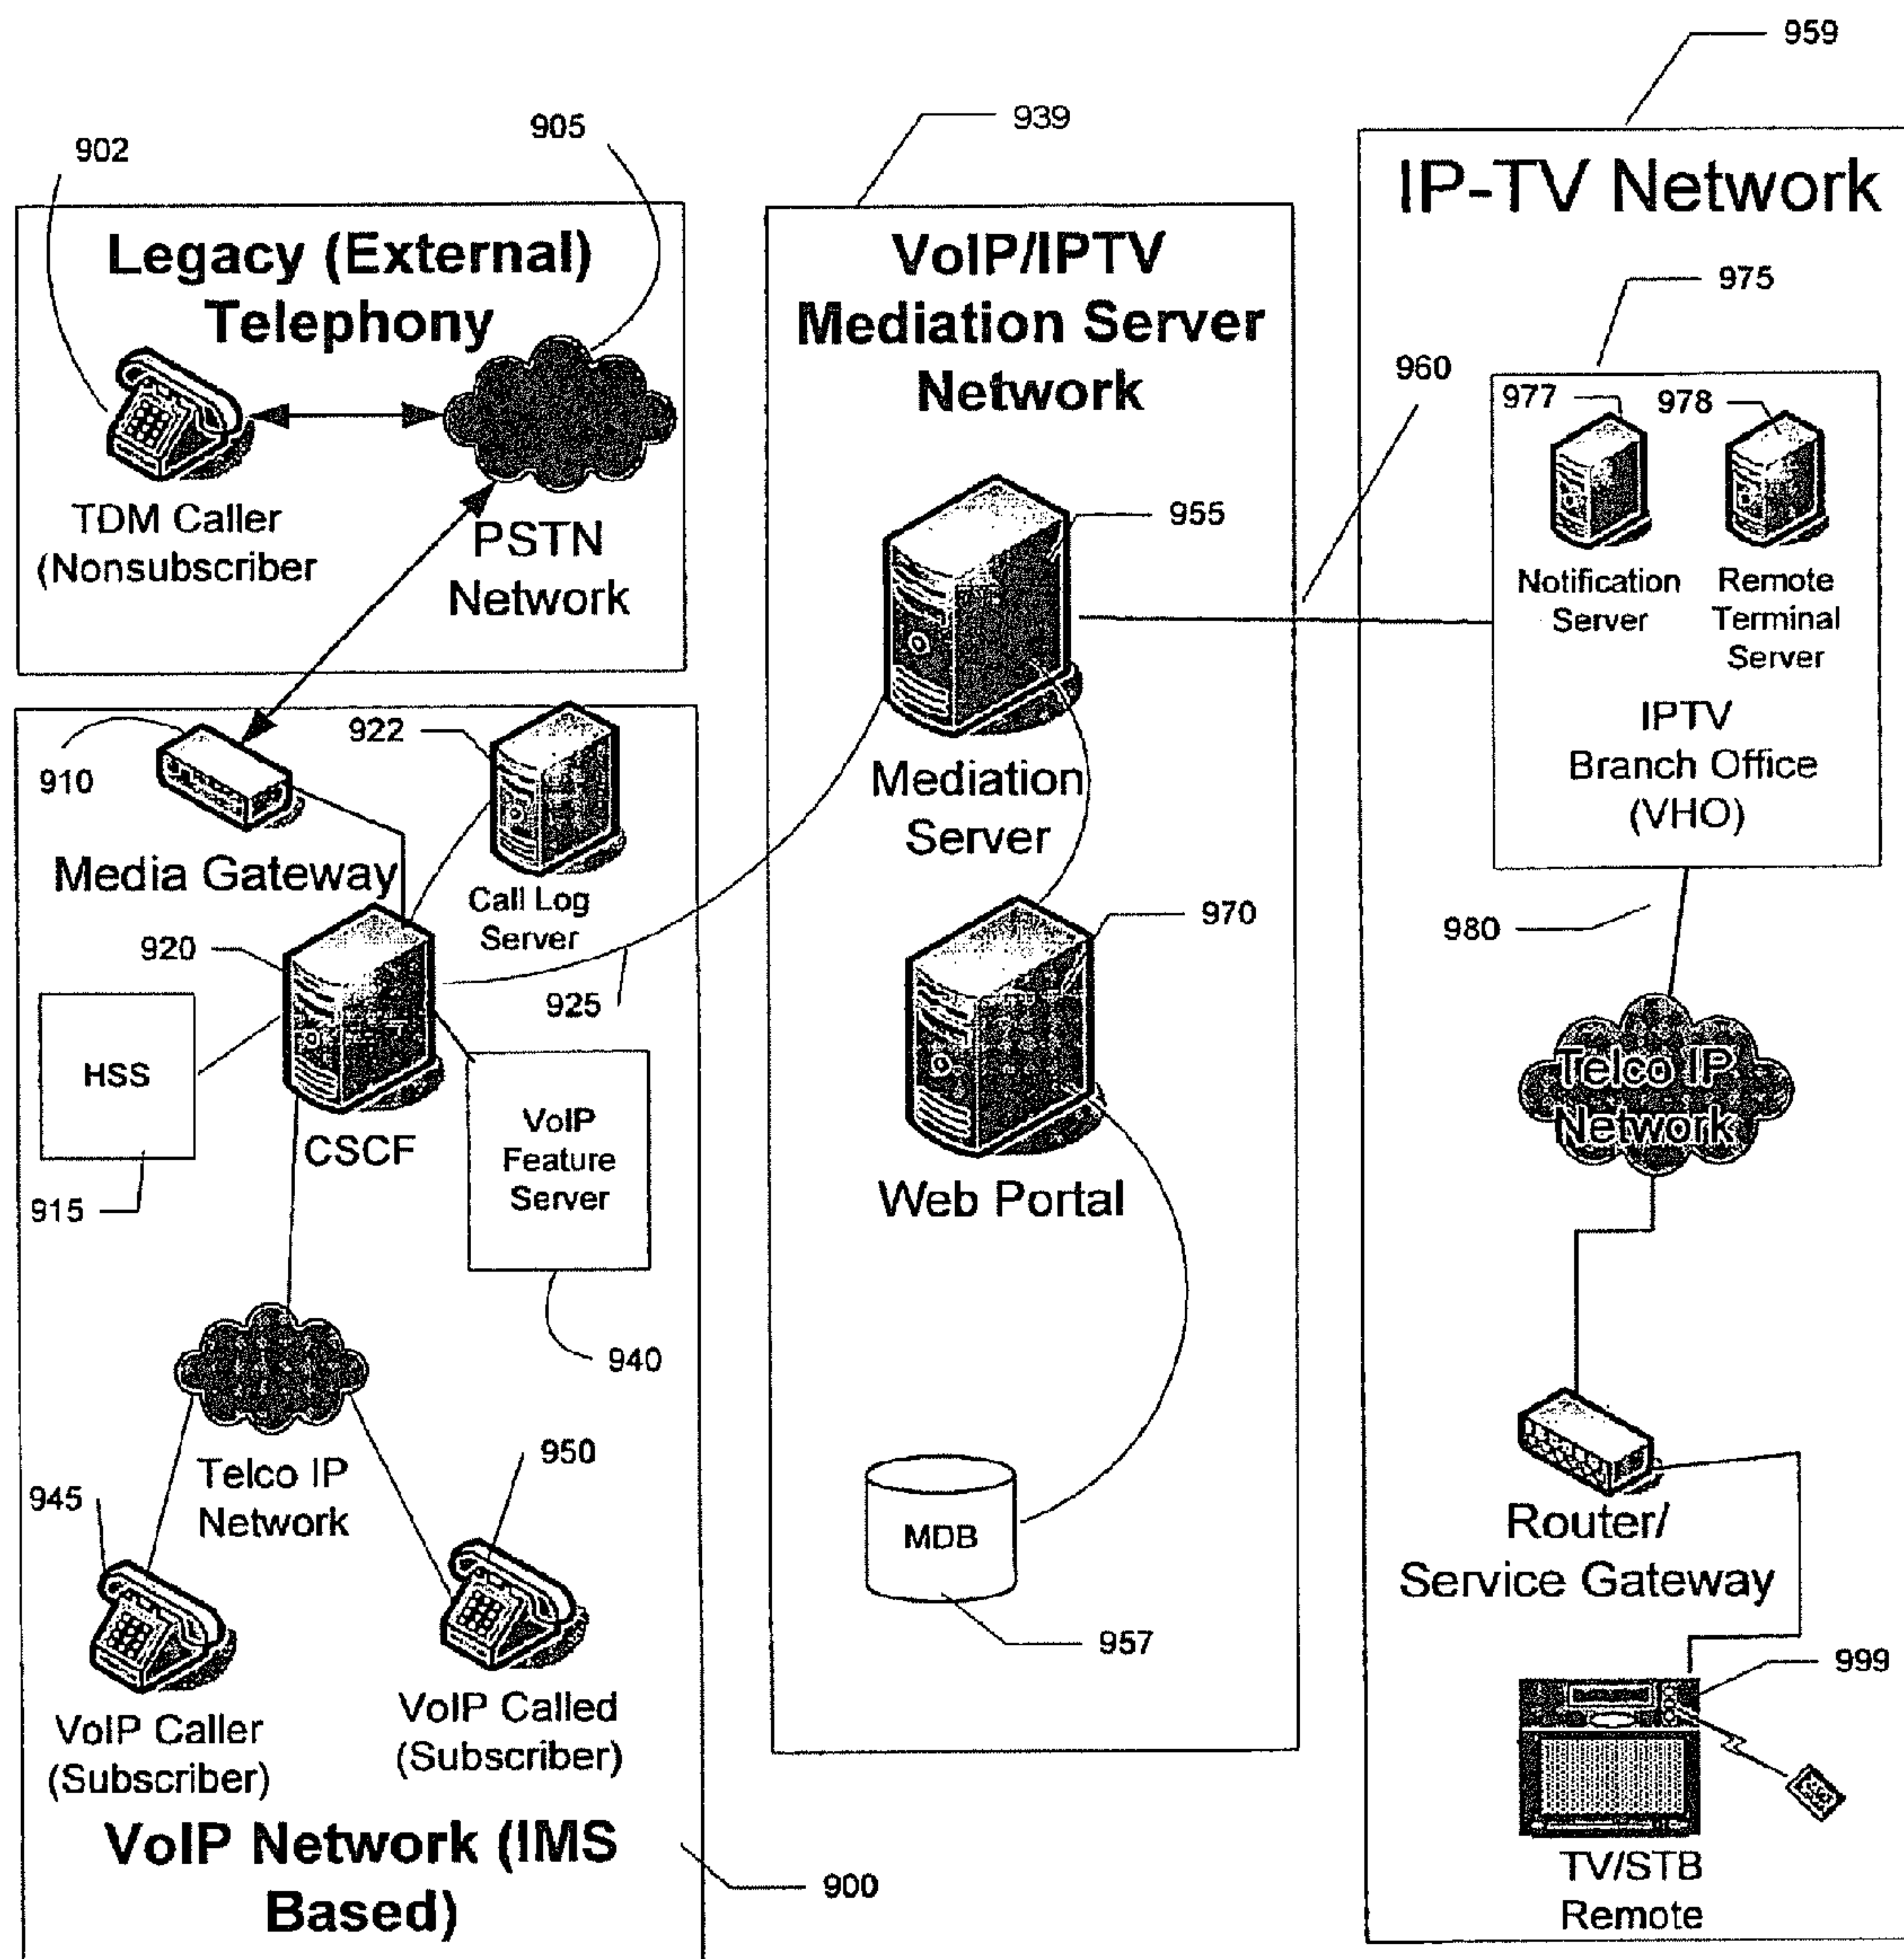 959
939
905
902
IP-TV Network
Legacy (External)
Telephony
VoIP/IPTV
Mediation Server
Network
975
960
977
978
TDM Caller
(Nonsubscriber
PSTN
Network
955
Notification
Server
Remote
Terminal
Server
IPTV
Branch Office
(VHO)
922
910
Media Gateway
Call Log
Server
Mediation
Server
920
925
970
980
HSS
CSCF
VoIP
Feature
Server
915
Web Portal
Telco IP
Network
940
Telco IP
Network
945
950
MDB
957
Router/
Service Gateway
999
VoIP Caller
(Subscriber)
VoIP Called
(Subscriber)
TV/STB
Remote
VoIP Network (IMS
Based)
900